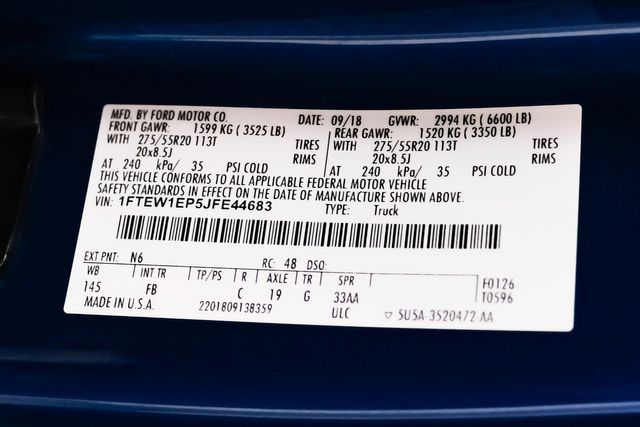 MFD. BY FORD MOTOR CO. DATE: 09/18 GVWR: 2994 KG (6600 LB)
FRONT GAWR: 1599 KG (3525 LB) REAR GAWR: 1520 KG (3350 LB)
WITH 275/55R20 113T TIRES WITH 275/55R20 113T TIRES
20x8.5J RIMS 20x8.5J RIMS
AT 240 kPa/ 35 PSI COLD AT 240 kPa/ 35 PSI COLD
THIS VEHICLE CONFORMS TO ALL APPLICABLE FEDERAL MOTOR VEHICLE
SAFETY STANDARDS IN EFFECT ON THE DATE OF MANUFACTURE SHOWN ABOVE.
VIN: 1FTEW1EP5JFE44683 TYPE: Truck
EXT PNT: N6 RC: 48 DSO:
WB INT TR TP/PS R AXLE TR SPR F0126
145 FB C 19 G 33AA T0596
MADE IN U.S.A. 2201809138359 ULC 5U5A-3520472-AA